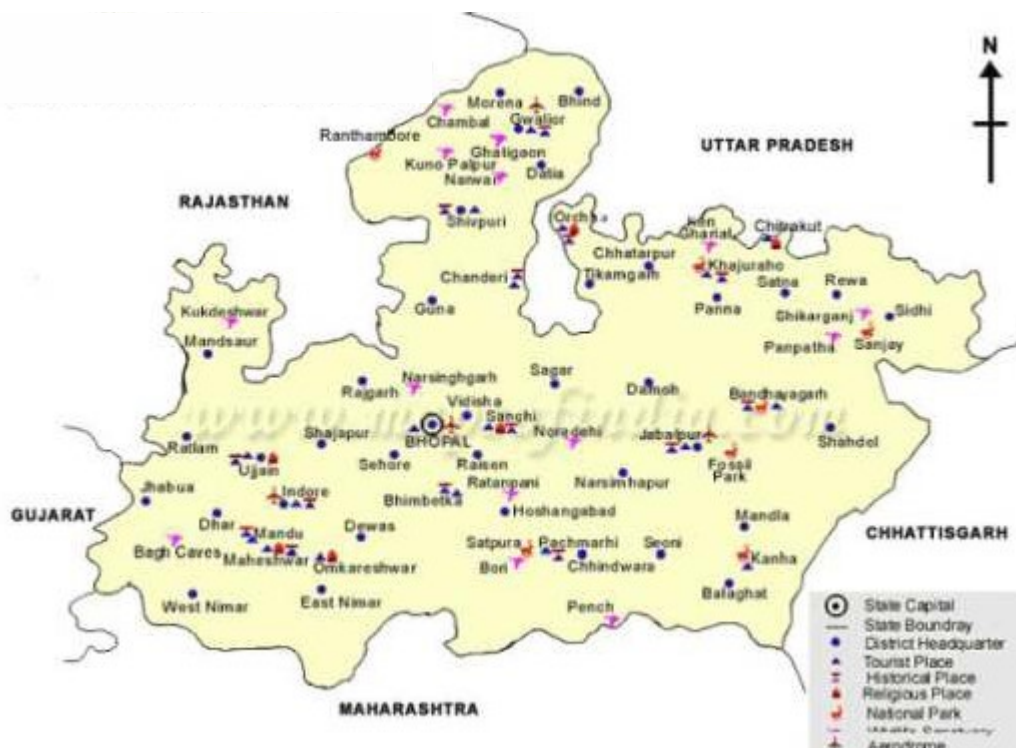 N
Morena
Bhind
Chambal
Gwalior
Ranthambore
Ghatigaon
Kuno Palpur
Datia
Narwar
UTTAR PRADESH
RAJASTHAN
Shivpuri
Orchha
Ken
Gharial
Chitrakut
Chhatarpur
Khajuraho
Chanderi
Tikamgarh
Satna
Rewa
Guna
Panna
Shikarganj
Sidhi
Kukdeshwar
Panpatha
Sanjay
Mandsaur
Sagar
Damoh
Rajgarh
Narsinghgarh
Bandhavgarh
Vidisha
Sanchi
BHOPAL
Noradehi
Jabalpur
Shahdol
Ratlam
Shajapur
Sehore
Raisen
Fossil
Park
Ujjain
Ratanpani
Narsimhapur
Jhabua
Indore
Bhimbetka
Hoshangabad
GUJARAT
Dhar
Mandu
Dewas
Mandla
CHHATTISGARH
Bagh Caves
Maheshwar
Omkareshwar
Satpura
Pachmarhi
Seoni
Kanha
Bori
Chhindwara
West Nimar
East Nimar
Balaghat
Pench
MAHARASHTRA
State Capital
State Boundray
District Headquarter
Tourist Place
Historical Place
Religious Place
National Park
Aerodrome